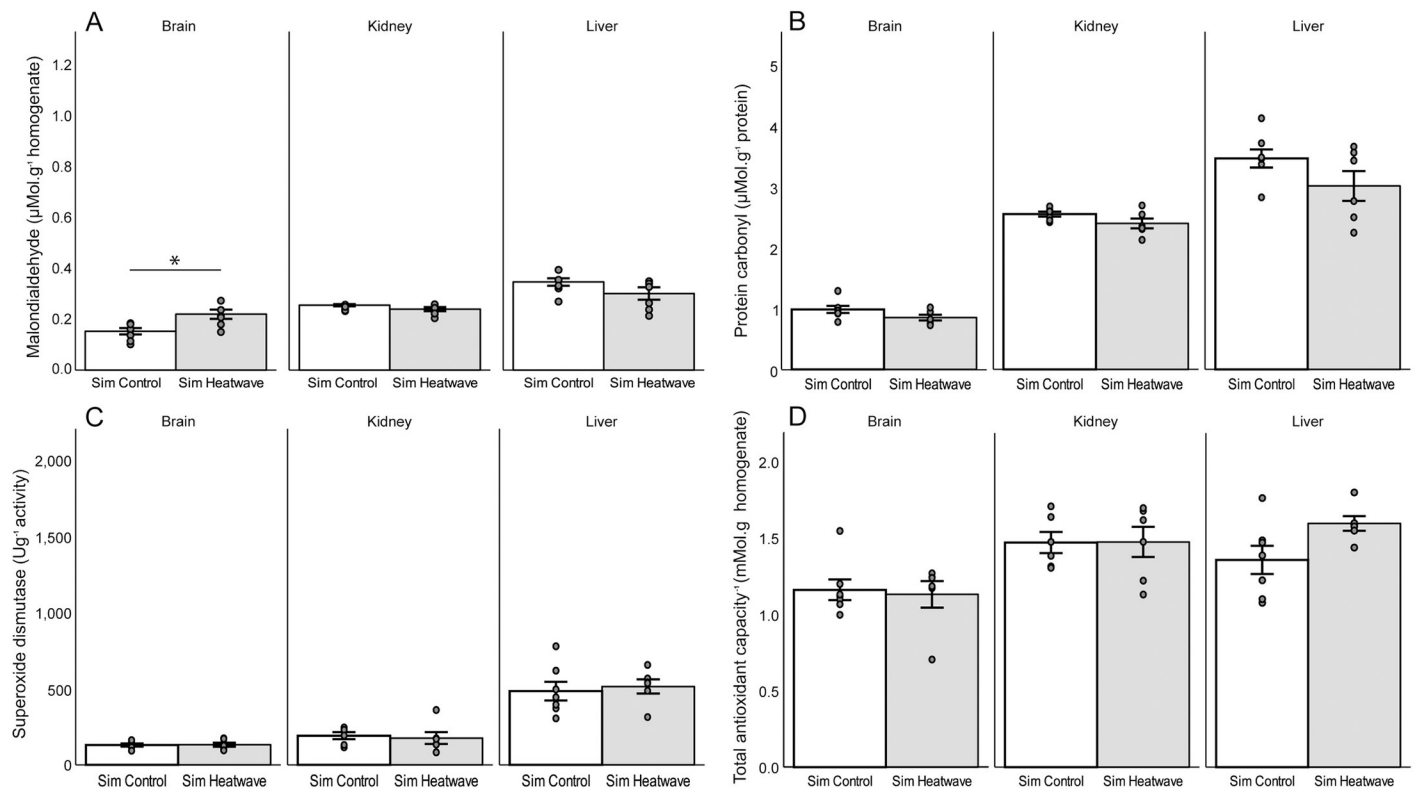 A
Brain
Kidney
Liver
Malondialdehyde (µMol.g⁻¹ homogenate)
1.2
1.0
0.8
0.6
0.4
0.2
0.0
*
Sim Control
Sim Heatwave
Sim Control
Sim Heatwave
Sim Control
Sim Heatwave
B
Brain
Kidney
Liver
Protein carbonyl (µMol.g⁻¹ protein)
5
4
3
2
1
0
Sim Control
Sim Heatwave
Sim Control
Sim Heatwave
Sim Control
Sim Heatwave
C
Brain
Kidney
Liver
Superoxide dismutase (Ug⁻¹ activity)
2,000
1,500
1,000
500
0
Sim Control
Sim Heatwave
Sim Control
Sim Heatwave
Sim Control
Sim Heatwave
D
Brain
Kidney
Liver
Total antioxidant capacity⁻¹ (mMol.g homogenate)
2.0
1.5
1.0
0.5
0.0
Sim Control
Sim Heatwave
Sim Control
Sim Heatwave
Sim Control
Sim Heatwave